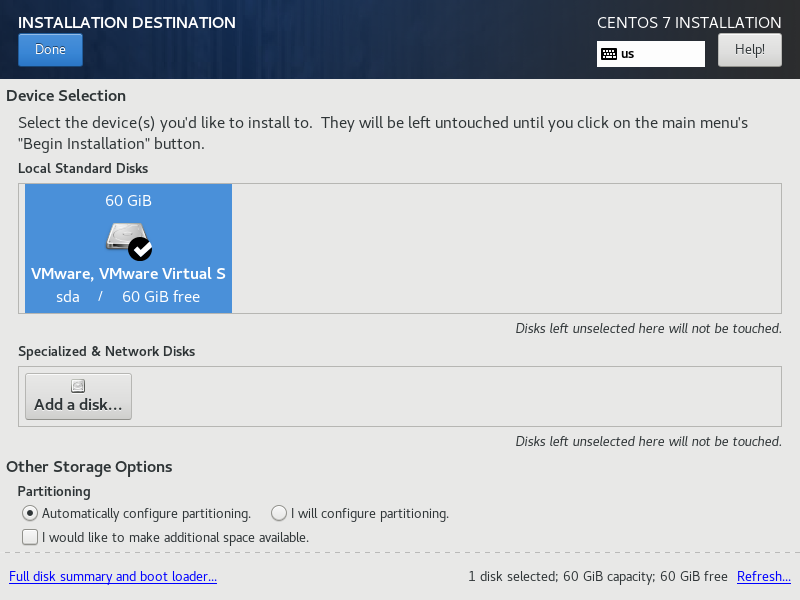 INSTALLATION DESTINATION
CENTOS 7 INSTALLATION
Done
us
Help!
Device Selection
Select the device(s) you'd like to install to.  They will be left untouched until you click on the main menu's
"Begin Installation" button.
Local Standard Disks
60 GiB
VMware, VMware Virtual S
sda / 60 GiB free
Disks left unselected here will not be touched.
Specialized & Network Disks
Add a disk...
Disks left unselected here will not be touched.
Other Storage Options
Partitioning
Automatically configure partitioning. I will configure partitioning.
I would like to make additional space available.
Full disk summary and boot loader... 1 disk selected; 60 GiB capacity; 60 GiB free Refresh...